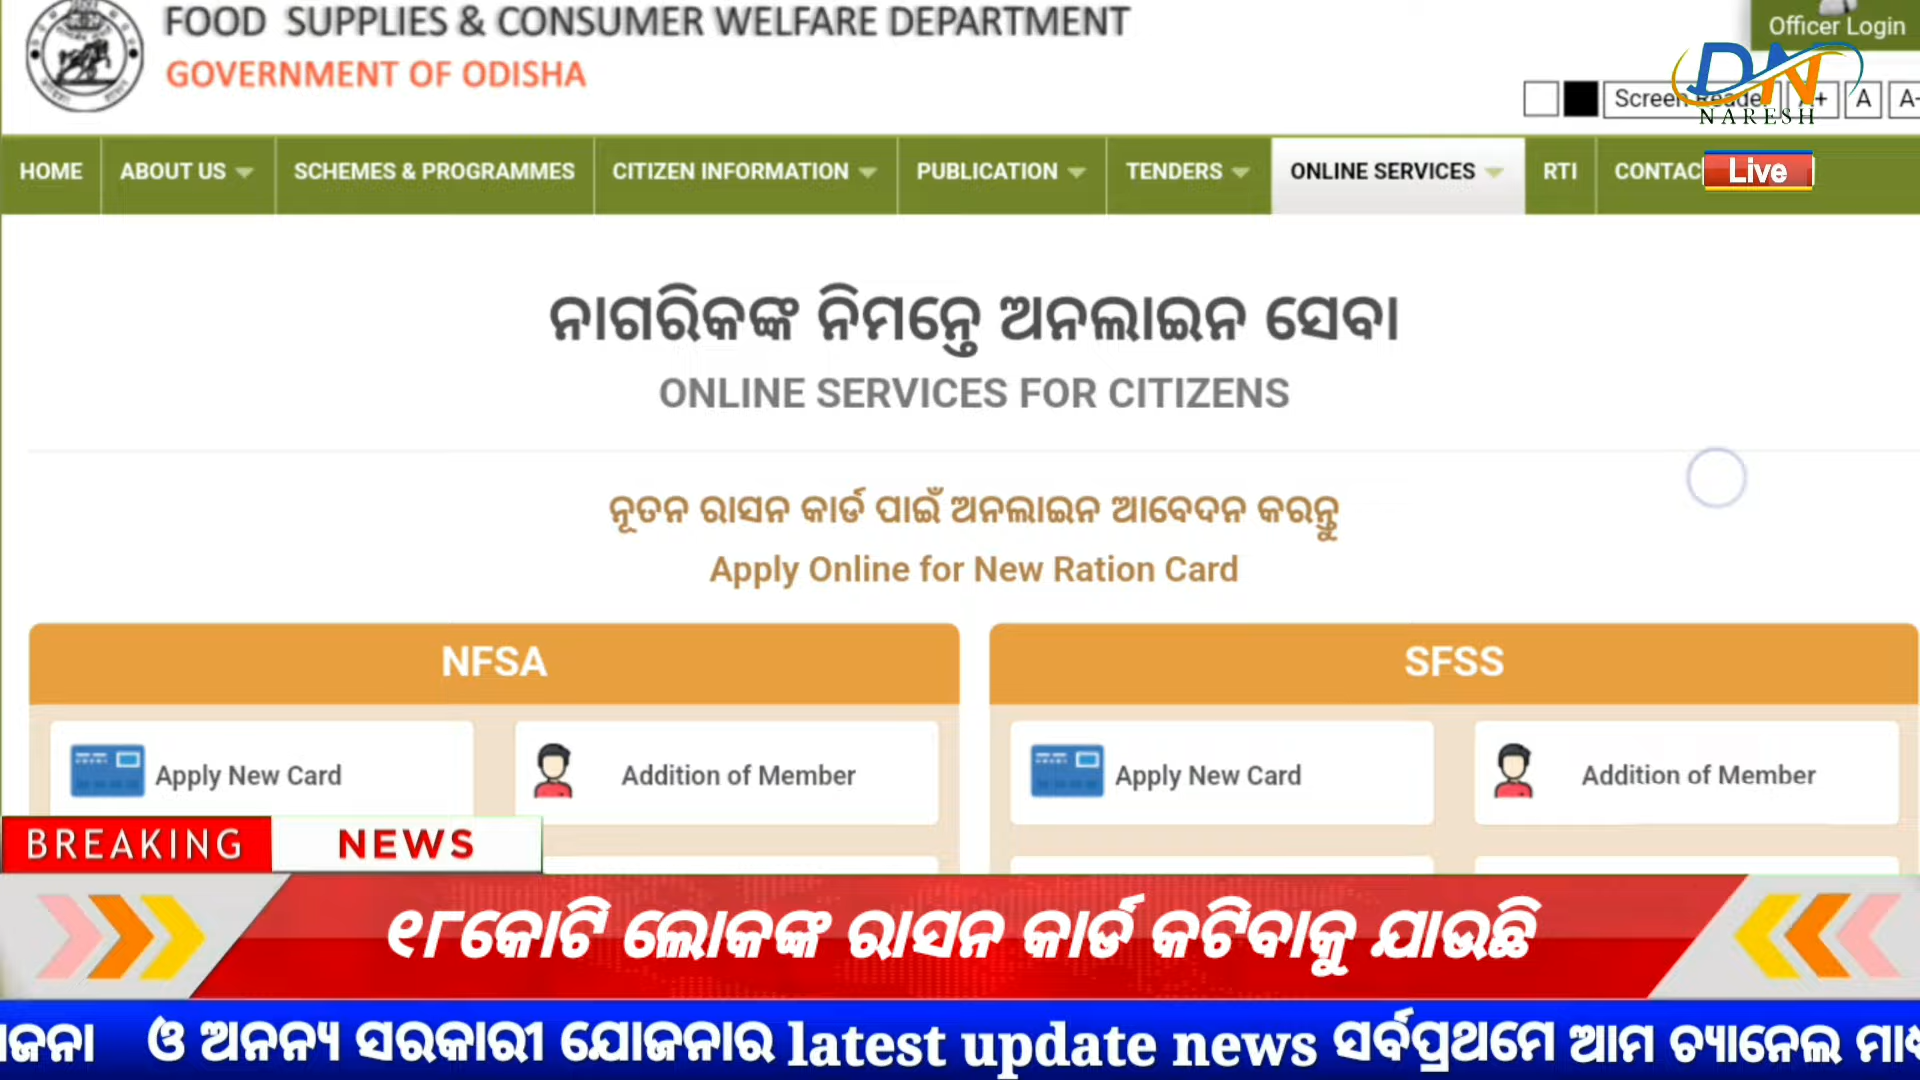 FOOD SUPPLIES & CONSUMER WELFARE DEPARTMENT
GOVERNMENT OF ODISHA
Officer Login
Screen Reader A+ A A-
DN
NARESH
HOME ABOUT US SCHEMES & PROGRAMMES CITIZEN INFORMATION PUBLICATION TENDERS ONLINE SERVICES RTI CONTAC
Live
ନାଗରିକଙ୍କ ନିମନ୍ତେ ଅନଲାଇନ ସେବା
ONLINE SERVICES FOR CITIZENS
ନୂତନ ରାସନ କାର୍ଡ ପାଇଁ ଅନଲାଇନ ଆବେଦନ କରନ୍ତୁ
Apply Online for New Ration Card
NFSA SFSS
Apply New Card Addition of Member Apply New Card Addition of Member
BREAKING NEWS
୧୮କୋଟି ଲୋକଙ୍କ ରାସନ କାର୍ଡ କଟିବାକୁ ଯାଉଛି
ଓ ଅନନ୍ୟ ସରକାରୀ ଯୋଜନାର latest update news ସର୍ବପ୍ରଥମେ ଆମ ଚ୍ୟାନେଲ